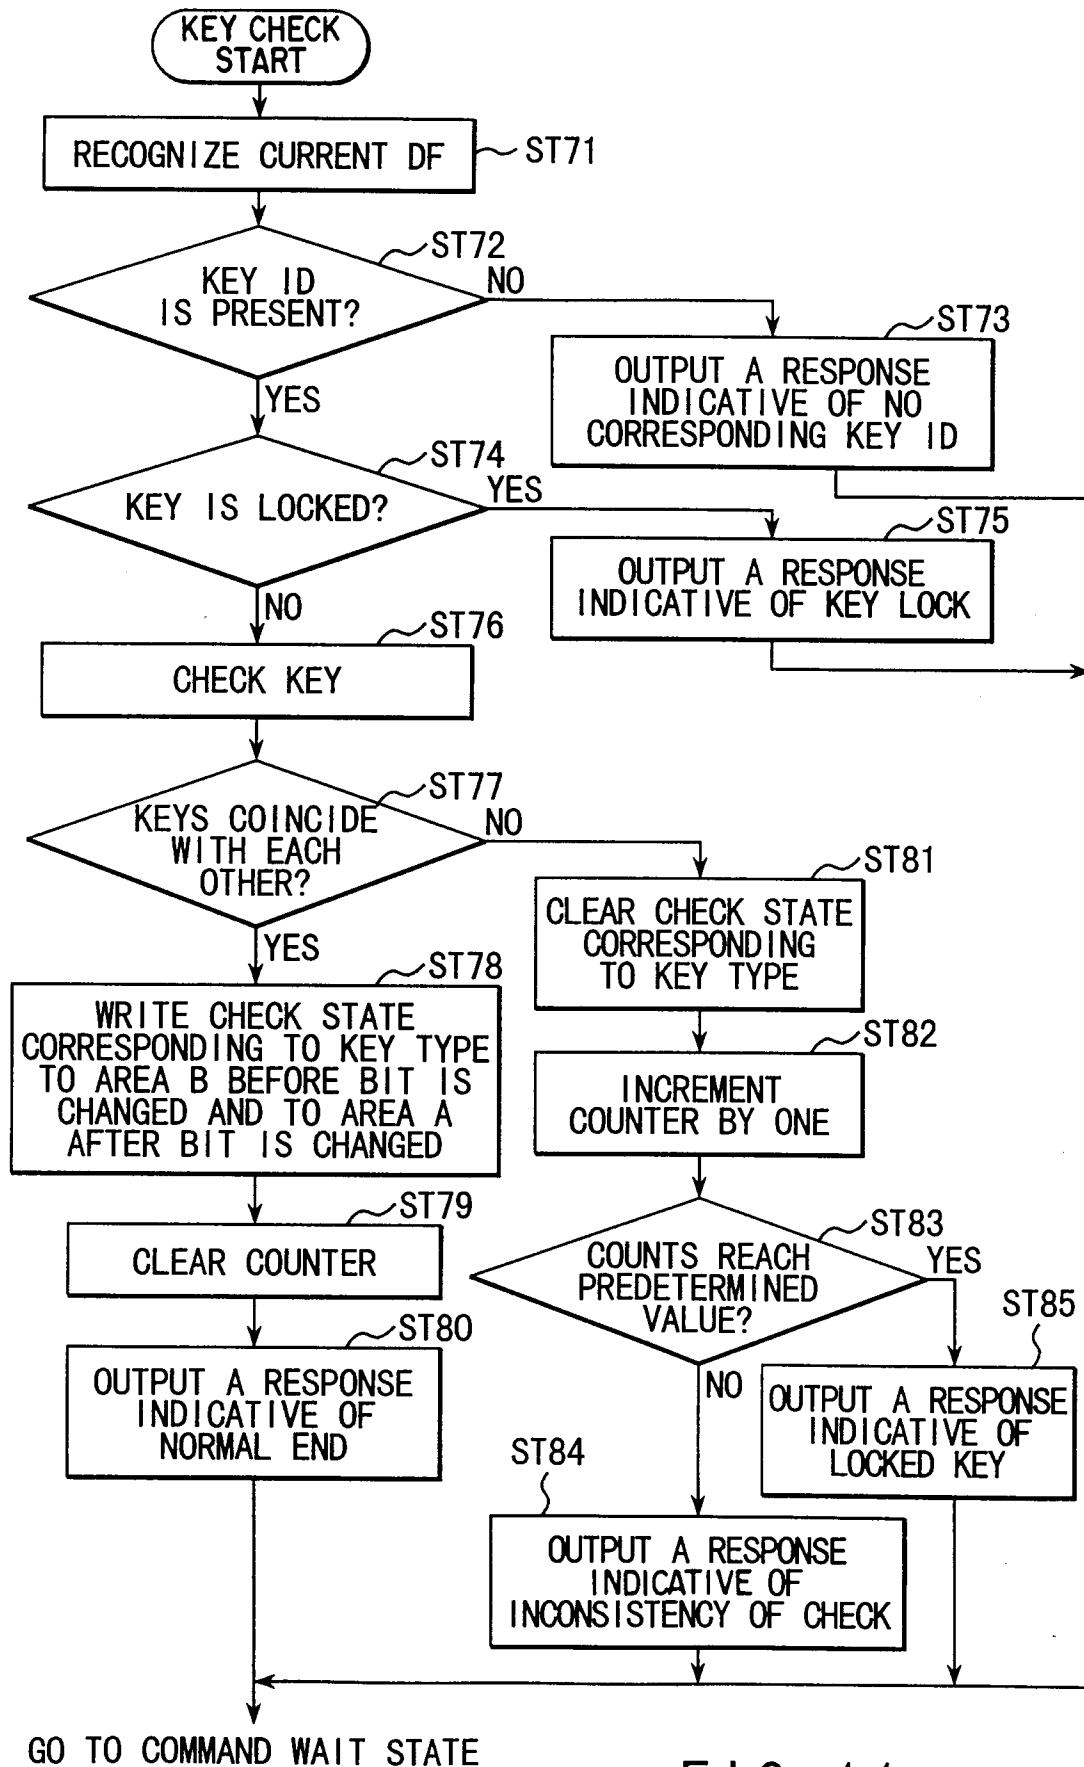 KEY CHECK
START
RECOGNIZE CURRENT DF
ST71
ST72
KEY ID
IS PRESENT?
NO
YES
ST73
OUTPUT A RESPONSE
INDICATIVE OF NO
CORRESPONDING KEY ID
ST74
KEY IS LOCKED?
YES
NO
ST75
OUTPUT A RESPONSE
INDICATIVE OF KEY LOCK
ST76
CHECK KEY
ST77
KEYS COINCIDE
WITH EACH
OTHER?
NO
YES
ST78
WRITE CHECK STATE
CORRESPONDING TO KEY TYPE
TO AREA B BEFORE BIT IS
CHANGED AND TO AREA A
AFTER BIT IS CHANGED
ST79
CLEAR COUNTER
ST80
OUTPUT A RESPONSE
INDICATIVE OF
NORMAL END
ST81
CLEAR CHECK STATE
CORRESPONDING
TO KEY TYPE
ST82
INCREMENT
COUNTER BY ONE
ST83
COUNTS REACH
PREDETERMINED
VALUE?
YES
NO
ST85
OUTPUT A RESPONSE
INDICATIVE OF
LOCKED KEY
ST84
OUTPUT A RESPONSE
INDICATIVE OF
INCONSISTENCY OF CHECK
GO TO COMMAND WAIT STATE